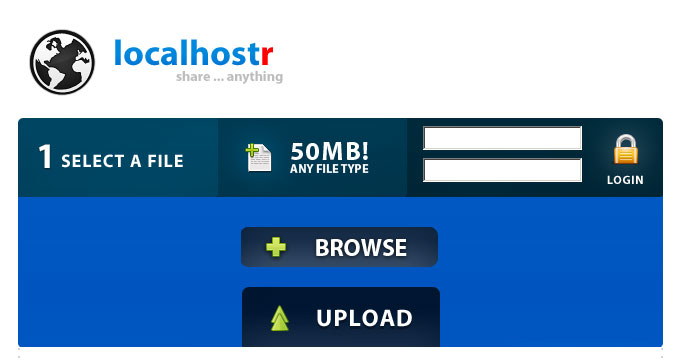 localhostr
share ... anything
1 SELECT A FILE
50MB!
ANY FILE TYPE
LOGIN
BROWSE
UPLOAD